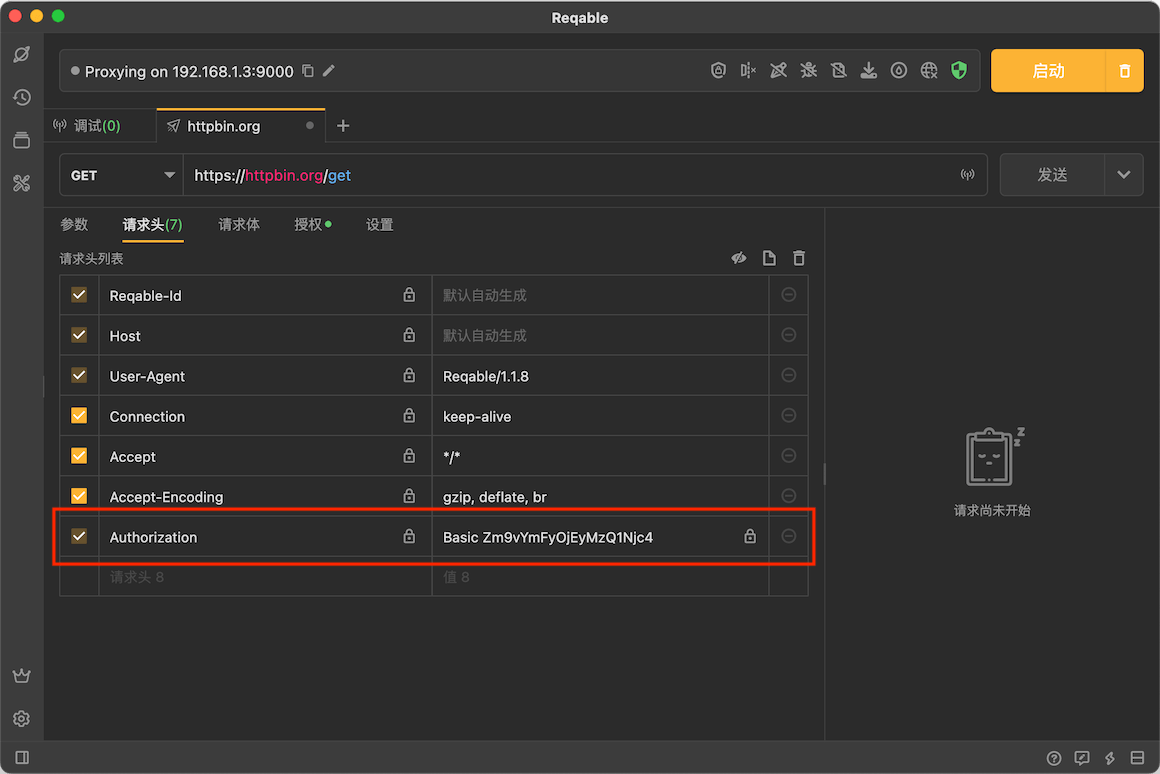 Reqable
Proxying on 192.168.1.3:9000
启动
调试(0)
httpbin.org
GET
https://httpbin.org/get
发送
参数
请求头(7)
请求体
授权
设置
请求头列表
Reqable-Id
默认自动生成
Host
默认自动生成
User-Agent
Reqable/1.1.8
Connection
keep-alive
Accept
*/*
Accept-Encoding
gzip, deflate, br
Authorization
Basic Zm9vYmFyOjEyMzQ1Njc4
请求头 8
值 8
z
z
请求尚未开始